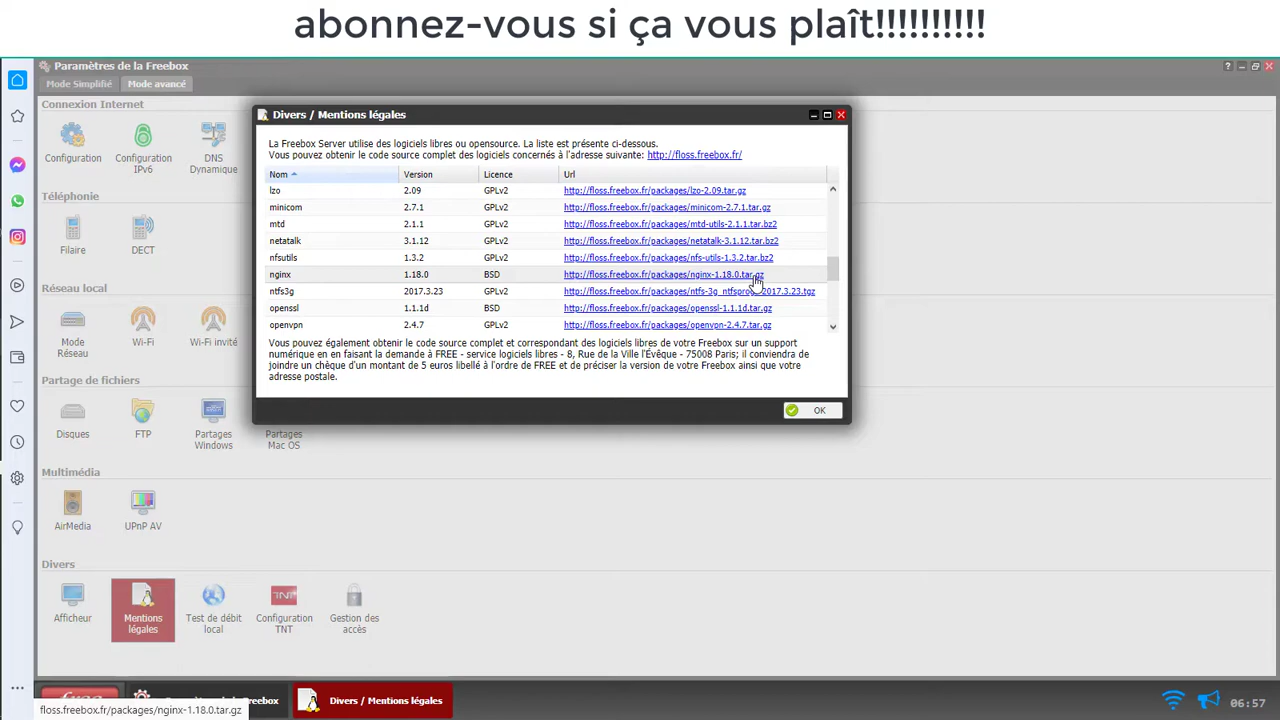 abonnez-vous si ça vous plaît!!!!!!!!!!
Paramètres de la Freebox
Mode Simplifié
Mode avancé
Connexion Internet
Configuration
Configuration IPv6
DNS Dynamique
Téléphonie
Filaire
DECT
Réseau local
Mode Réseau
Wi-Fi
Wi-Fi invité
Partage de fichiers
Disques
FTP
Partages Windows
Partages Mac OS
Multimédia
AirMedia
UPnP AV
Divers
Afficheur
Mentions légales
Test de débit local
TNT
Configuration TNT
Gestion des accès
Divers / Mentions légales
La Freebox Server utilise des logiciels libres ou opensource. La liste est présente ci-dessous.
Vous pouvez obtenir le code source complet des logiciels concernés à l'adresse suivante: http://floss.freebox.fr/
Nom Version Licence Url
lzo 2.09 GPLv2 http://floss.freebox.fr/packages/lzo-2.09.tar.gz
minicom 2.7.1 GPLv2 http://floss.freebox.fr/packages/minicom-2.7.1.tar.gz
mtd 2.1.1 GPLv2 http://floss.freebox.fr/packages/mtd-utils-2.1.1.tar.bz2
netatalk 3.1.12 GPLv2 http://floss.freebox.fr/packages/netatalk-3.1.12.tar.bz2
nfsutils 1.3.2 GPLv2 http://floss.freebox.fr/packages/nfs-utils-1.3.2.tar.bz2
nginx 1.18.0 BSD http://floss.freebox.fr/packages/nginx-1.18.0.tar.gz
ntfs3g 2017.3.23 GPLv2
openssl 1.1.1d BSD http://floss.freebox.fr/packages/openssl-1.1.1d.tar.gz
openvpn 2.4.7 GPLv2 http://floss.freebox.fr/packages/openvpn-2.4.7.tar.gz
Vous pouvez également obtenir le code source complet et correspondant des logiciels libres de votre Freebox sur un support
numérique en en faisant la demande à FREE - service logiciels libres - 8, Rue de la Ville l'Évêque - 75008 Paris; il conviendra de
joindre un chèque d'un montant de 5 euros libellé à l'ordre de FREE et de préciser la version de votre Freebox ainsi que votre
adresse postale.
OK
Divers / Mentions légales
06:57
floss.freebox.fr/packages/nginx-1.18.0.tar.gz